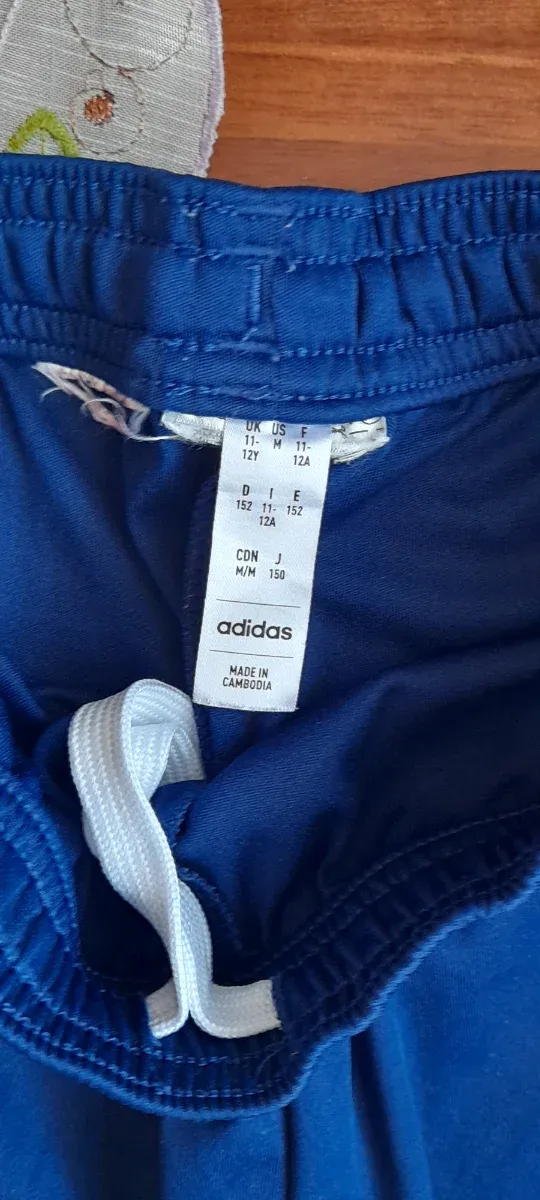 UK US F
11- M 11-
12Y 12A
D I E
152 11- 152
12A
CDN J
M/M 150
adidas
MADE IN
CAMBODIA